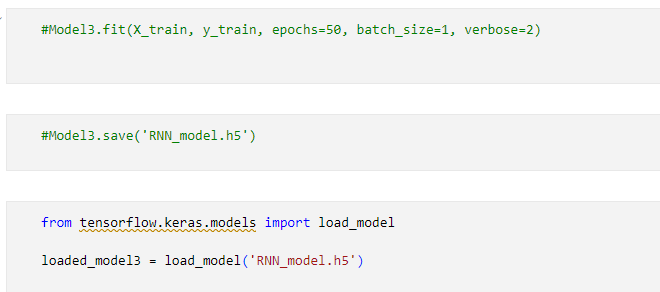 #Model3.fit(X_train, y_train, epochs=50, batch_size=1, verbose=2)
#Model3.save('RNN_model.h5')
from tensorflow.keras.models import load_model
loaded_model3 = load_model('RNN_model.h5')